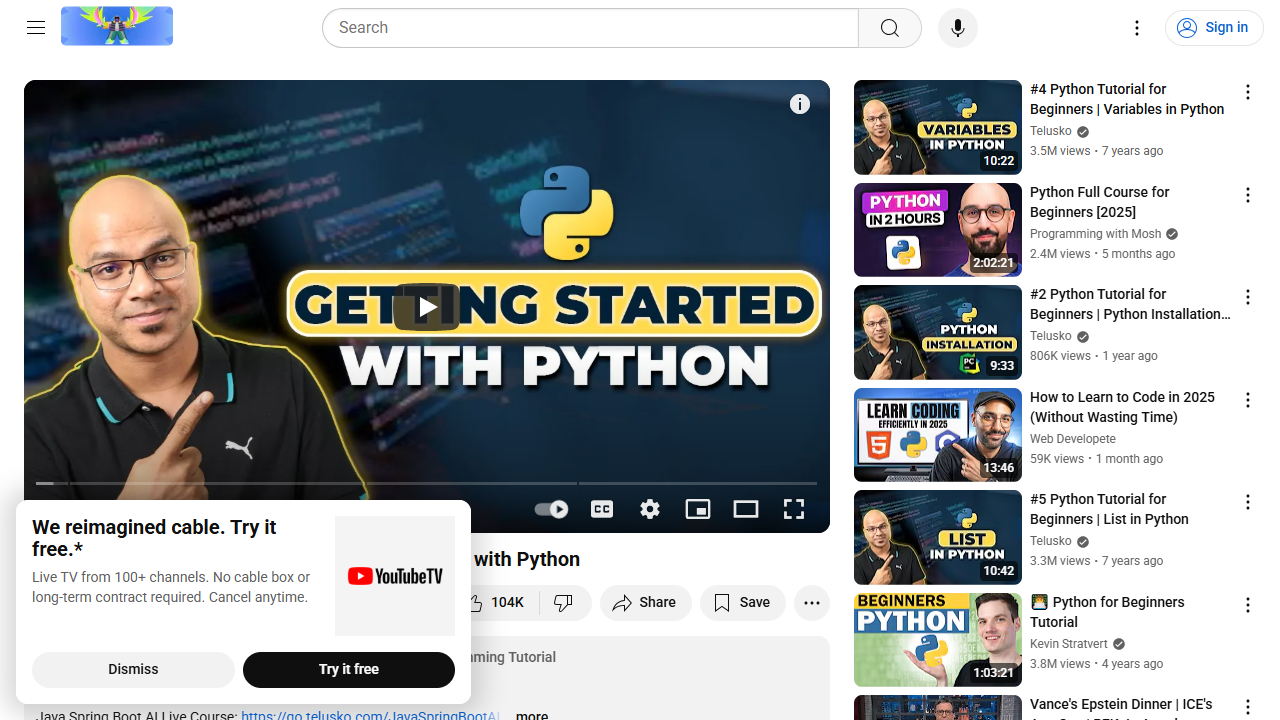 Search
Sign in
GETTING STARTED
WITH PYTHON
We reimagined cable. Try it
free.*
Live TV from 100+ channels. No cable box or
long-term contract required. Cancel anytime.
YouTubeTV
Dismiss
Try it free
with Python
104K
Share
Save
Tutorial
Java Spring Boot AI Live Course: https://go.telusko.com/JavaSpringBootAI
...more
VARIABLES
IN PYTHON
10:22
#4 Python Tutorial for
Beginners | Variables in Python
Telusko
3.5M views • 7 years ago
PYTHON
IN 2 HOURS
2:02:21
Python Full Course for
Beginners [2025]
Programming with Mosh
2.4M views • 5 months ago
PYTHON
INSTALLATION
PC
9:33
#2 Python Tutorial for
Beginners | Python Installation...
Telusko
806K views • 1 year ago
LEARN CODING
EFFICIENTLY IN 2025
13:46
How to Learn to Code in 2025
(Without Wasting Time)
Web Developete
59K views • 1 month ago
LIST
IN PYTHON
10:42
#5 Python Tutorial for
Beginners | List in Python
Telusko
3.3M views • 7 years ago
BEGINNERS
PYTHON
1:03:21
👨‍💻 Python for Beginners
Tutorial
Kevin Stratvert
3.8M views • 4 years ago
Vance's Epstein Dinner | ICE's